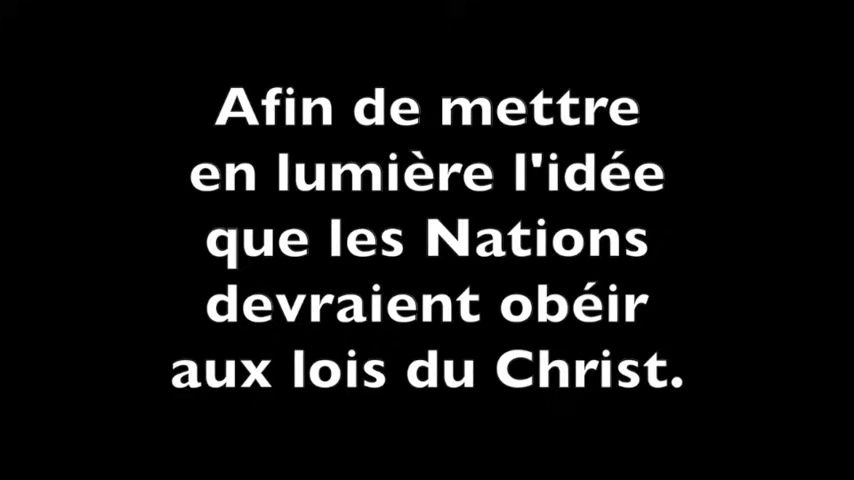 Afin de mettre
en lumière l'idée
que les Nations
devraient obéir
aux lois du Christ.